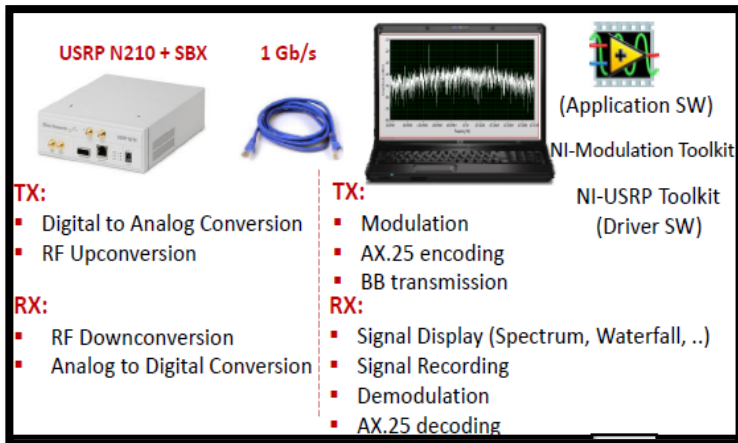 USRP N210 + SBX
1 Gb/s
(Application SW)
NI-Modulation Toolkit
NI-USRP Toolkit
(Driver SW)
TX:
▪ Digital to Analog Conversion
▪ RF Upconversion
RX:
▪ RF Downconversion
▪ Analog to Digital Conversion
TX:
▪ Modulation
▪ AX.25 encoding
▪ BB transmission
RX:
▪ Signal Display (Spectrum, Waterfall, ..)
▪ Signal Recording
▪ Demodulation
▪ AX.25 decoding